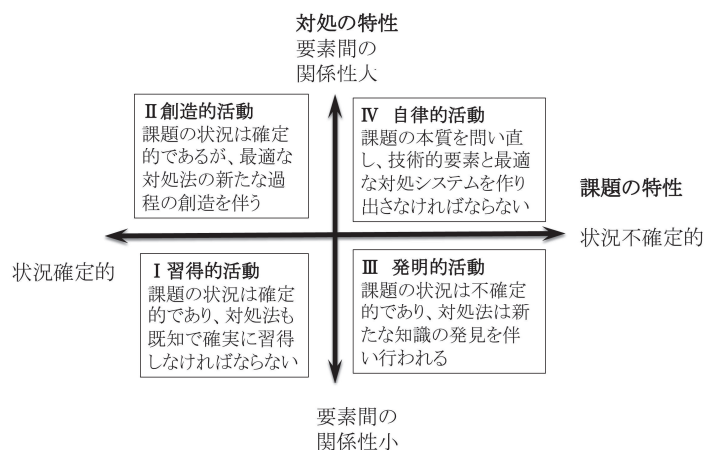 対処の特性
要素間の
関係性大
Ⅱ創造的活動
課題の状況は確定
的であるが、最適な
対処法の新たな過
程の創造を伴う
Ⅳ 自律的活動
課題の本質を問い直
し、技術的要素と最適
な対処システムを作り
出さなければならない
課題の特性
状況不確定的
状況確定的
Ⅰ習得的活動
課題の状況は確定
的であり、対処法も
既知で確実に習得
しなければならない
Ⅲ 発明的活動
課題の状況は不確定
的であり、対処法は新
たな知識の発見を伴
い行われる
要素間の
関係性小